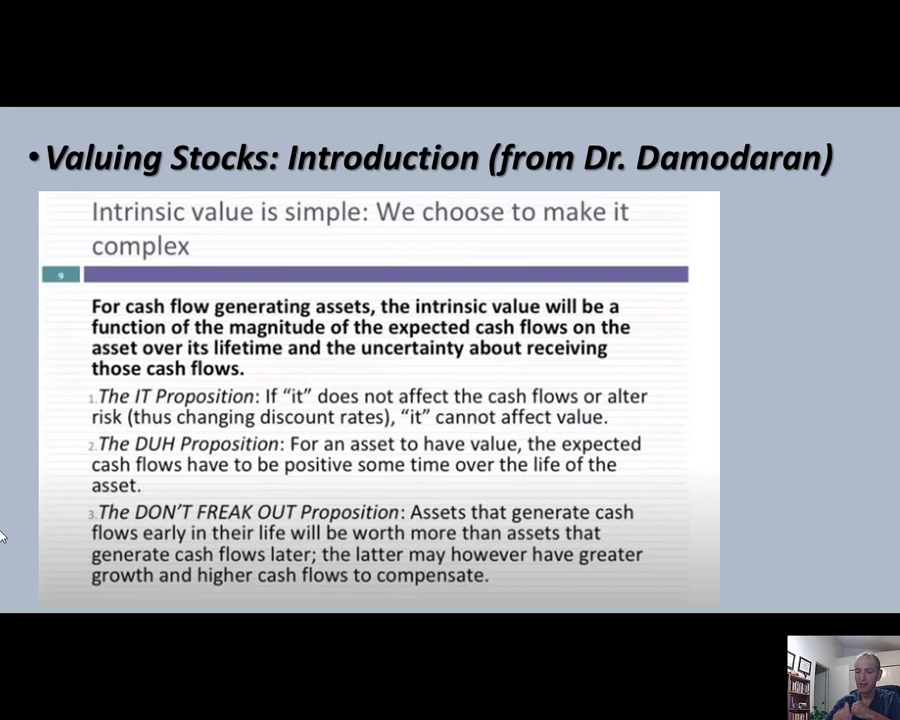 • Valuing Stocks: Introduction (from Dr. Damodaran)
Intrinsic value is simple: We choose to make it
complex
9
For cash flow generating assets, the intrinsic value will be a
function of the magnitude of the expected cash flows on the
asset over its lifetime and the uncertainty about receiving
those cash flows.
1. The IT Proposition: If “it” does not affect the cash flows or alter
risk (thus changing discount rates), “it” cannot affect value.
2. The DUH Proposition: For an asset to have value, the expected
cash flows have to be positive some time over the life of the
asset.
3. The DON’T FREAK OUT Proposition: Assets that generate cash
flows early in their life will be worth more than assets that
generate cash flows later; the latter may however have greater
growth and higher cash flows to compensate.